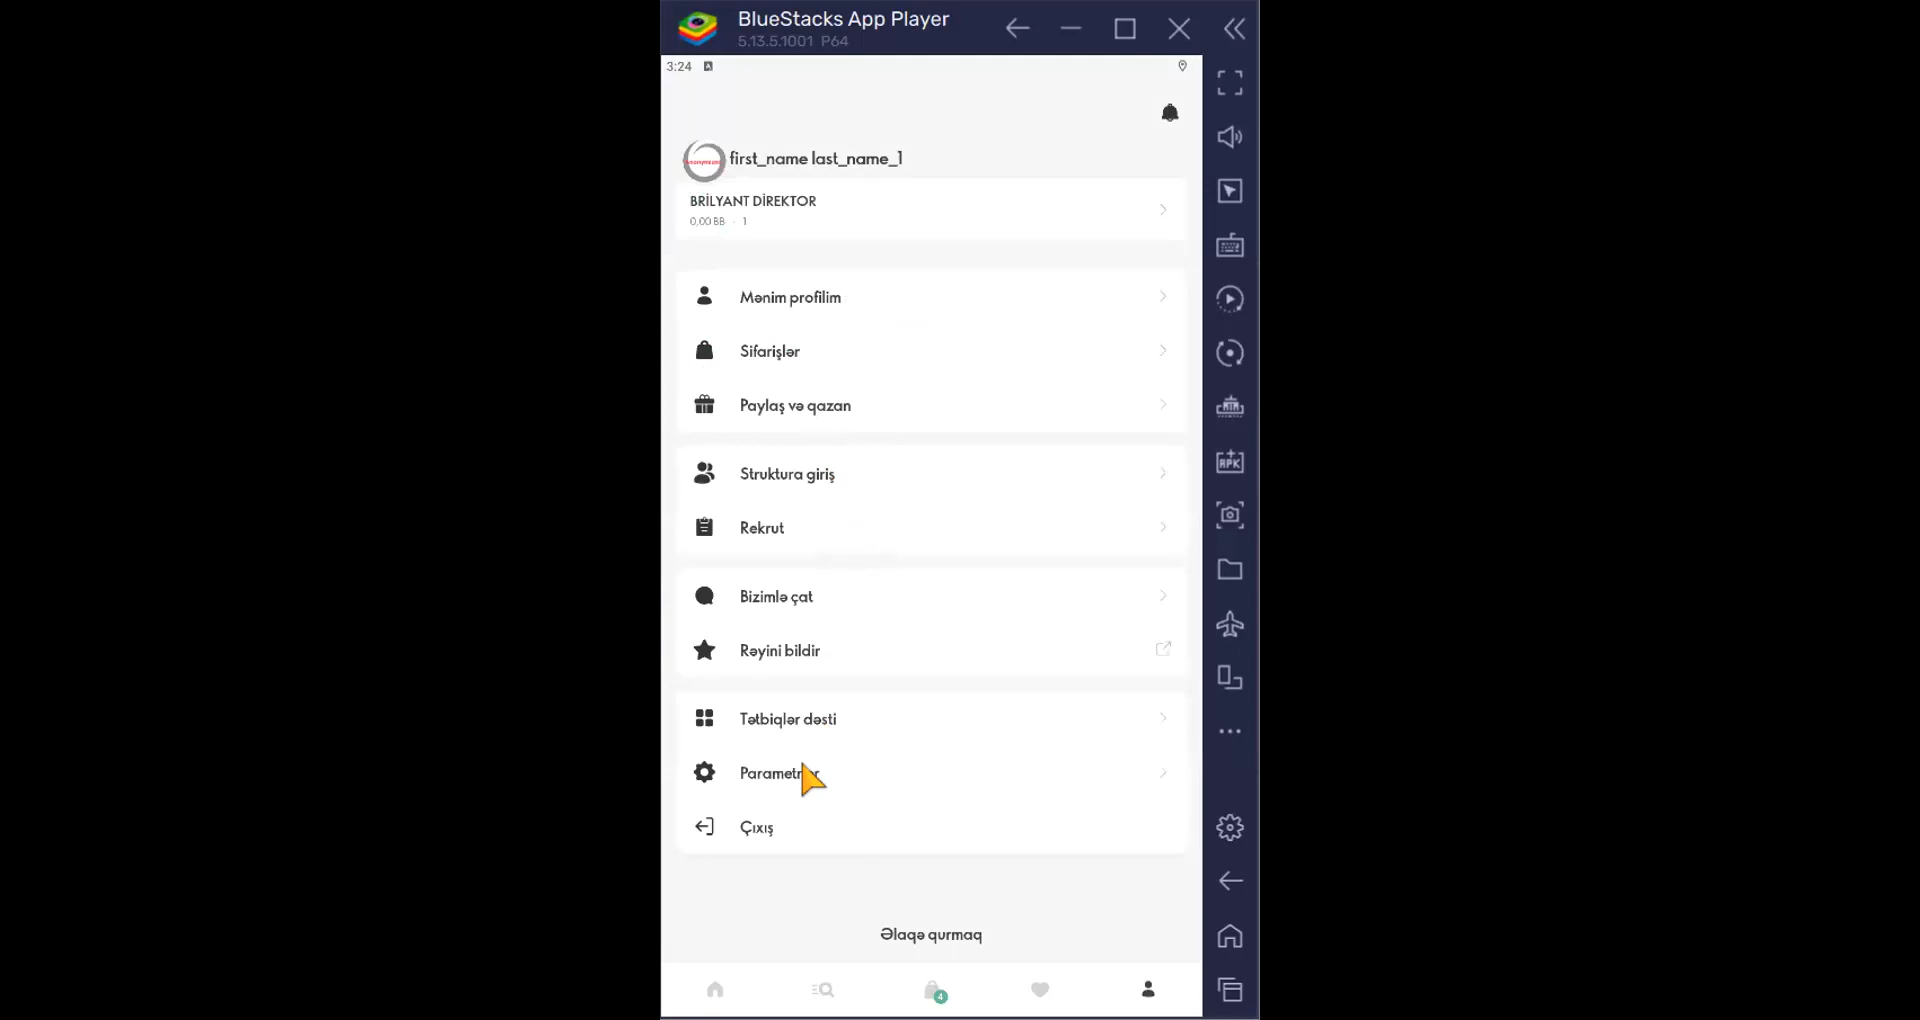 BlueStacks App Player
5.13.5.1001 P64
3:24
first_name last_name_1
BRİLYANT DİREKTOR
0,00 BB · 1
Mənim profilim
Sifarişlər
Paylaş və qazan
Struktura giriş
Rekrut
Bizimlə çat
Rəyini bildir
Tətbiqlər dəsti
Çıxış
Əlaqə qurmaq
4
APK